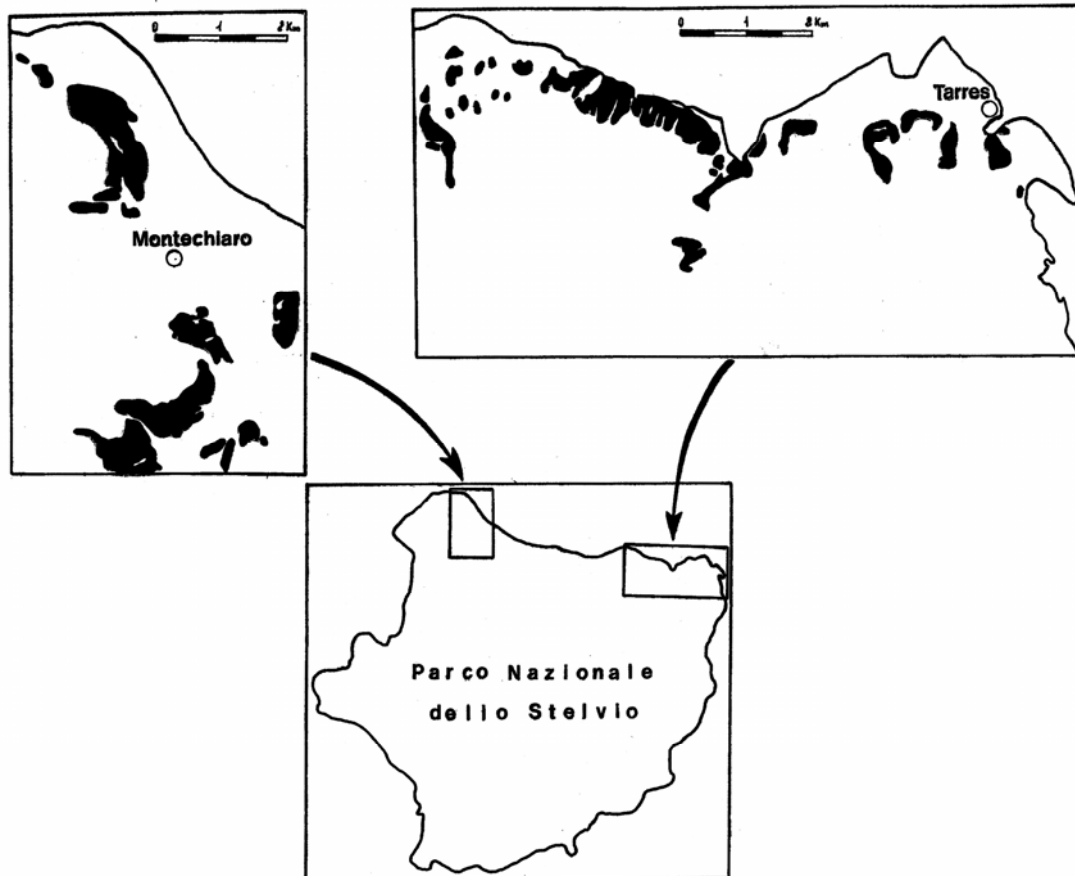 0 1 2 Km
0 1 2 Km
Tarres
Montechiaro
Parco Nazionale
dello Stelvio